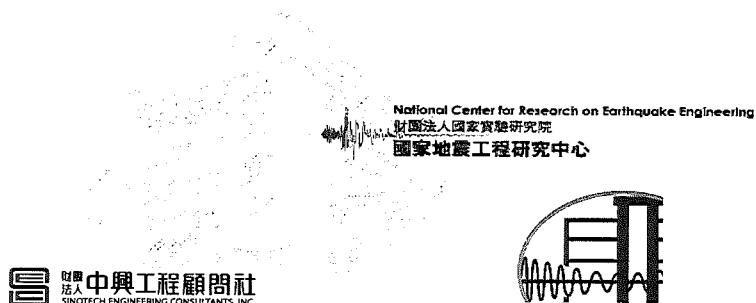 National Center for Research on Earthquake Engineering
財團法人國家實驗研究院
國家地震工程研究中心
財團法人中興工程顧問社
SINOTECH ENGINEERING CONSULTANTS, INC